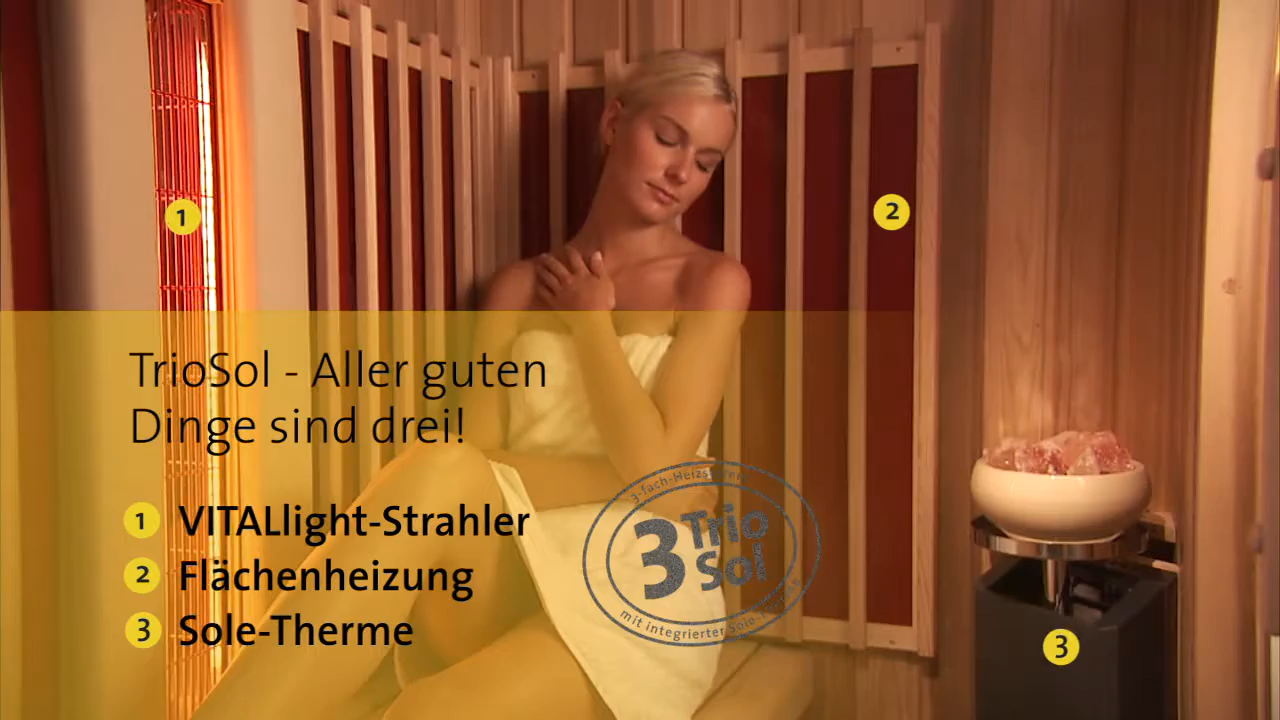 1
2
TrioSol - Aller guten
Dinge sind drei!
1 VITALlight-Strahler
2 Flächenheizung
3 Sole-Therme
3-fach-Heizsystem
3 Trio
Sol
mit integrierter Sole-Therme
3